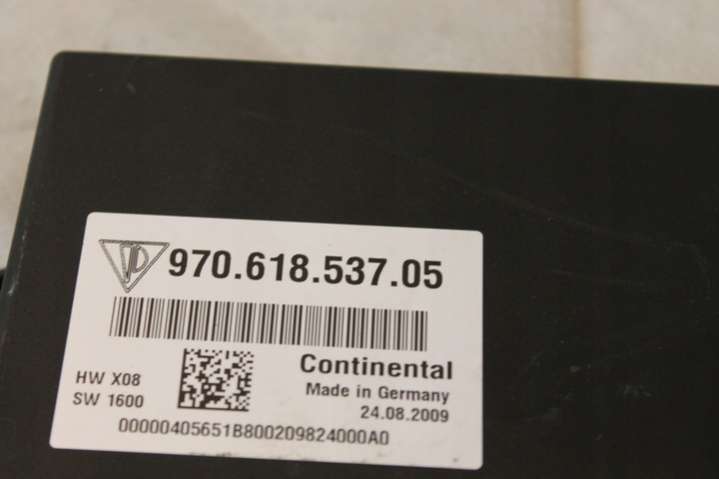 970.618.537.05
Continental
HW X08
Made in Germany
SW 1600
24.08.2009
00000405651B800209824000A0